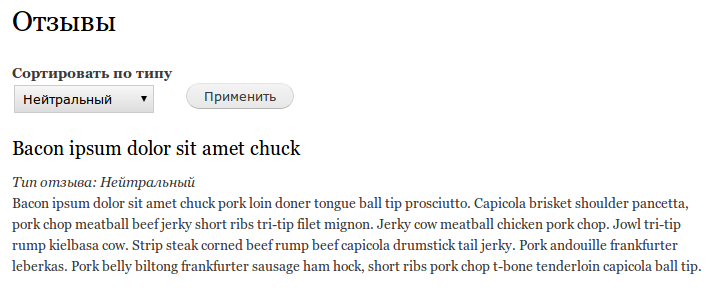 Отзывы
Сортировать по типу
Нейтральный
Применить
Bacon ipsum dolor sit amet chuck
Тип отзыва: Нейтральный
Bacon ipsum dolor sit amet chuck pork loin doner tongue ball tip prosciutto. Capicola brisket shoulder pancetta,
pork chop meatball beef jerky short ribs tri-tip filet mignon. Jerky cow meatball chicken pork chop. Jowl tri-tip
rump kielbasa cow. Strip steak corned beef rump beef capicola drumstick tail jerky. Pork andouille frankfurter
leberkas. Pork belly biltong frankfurter sausage ham hock, short ribs pork chop t-bone tenderloin capicola ball tip.